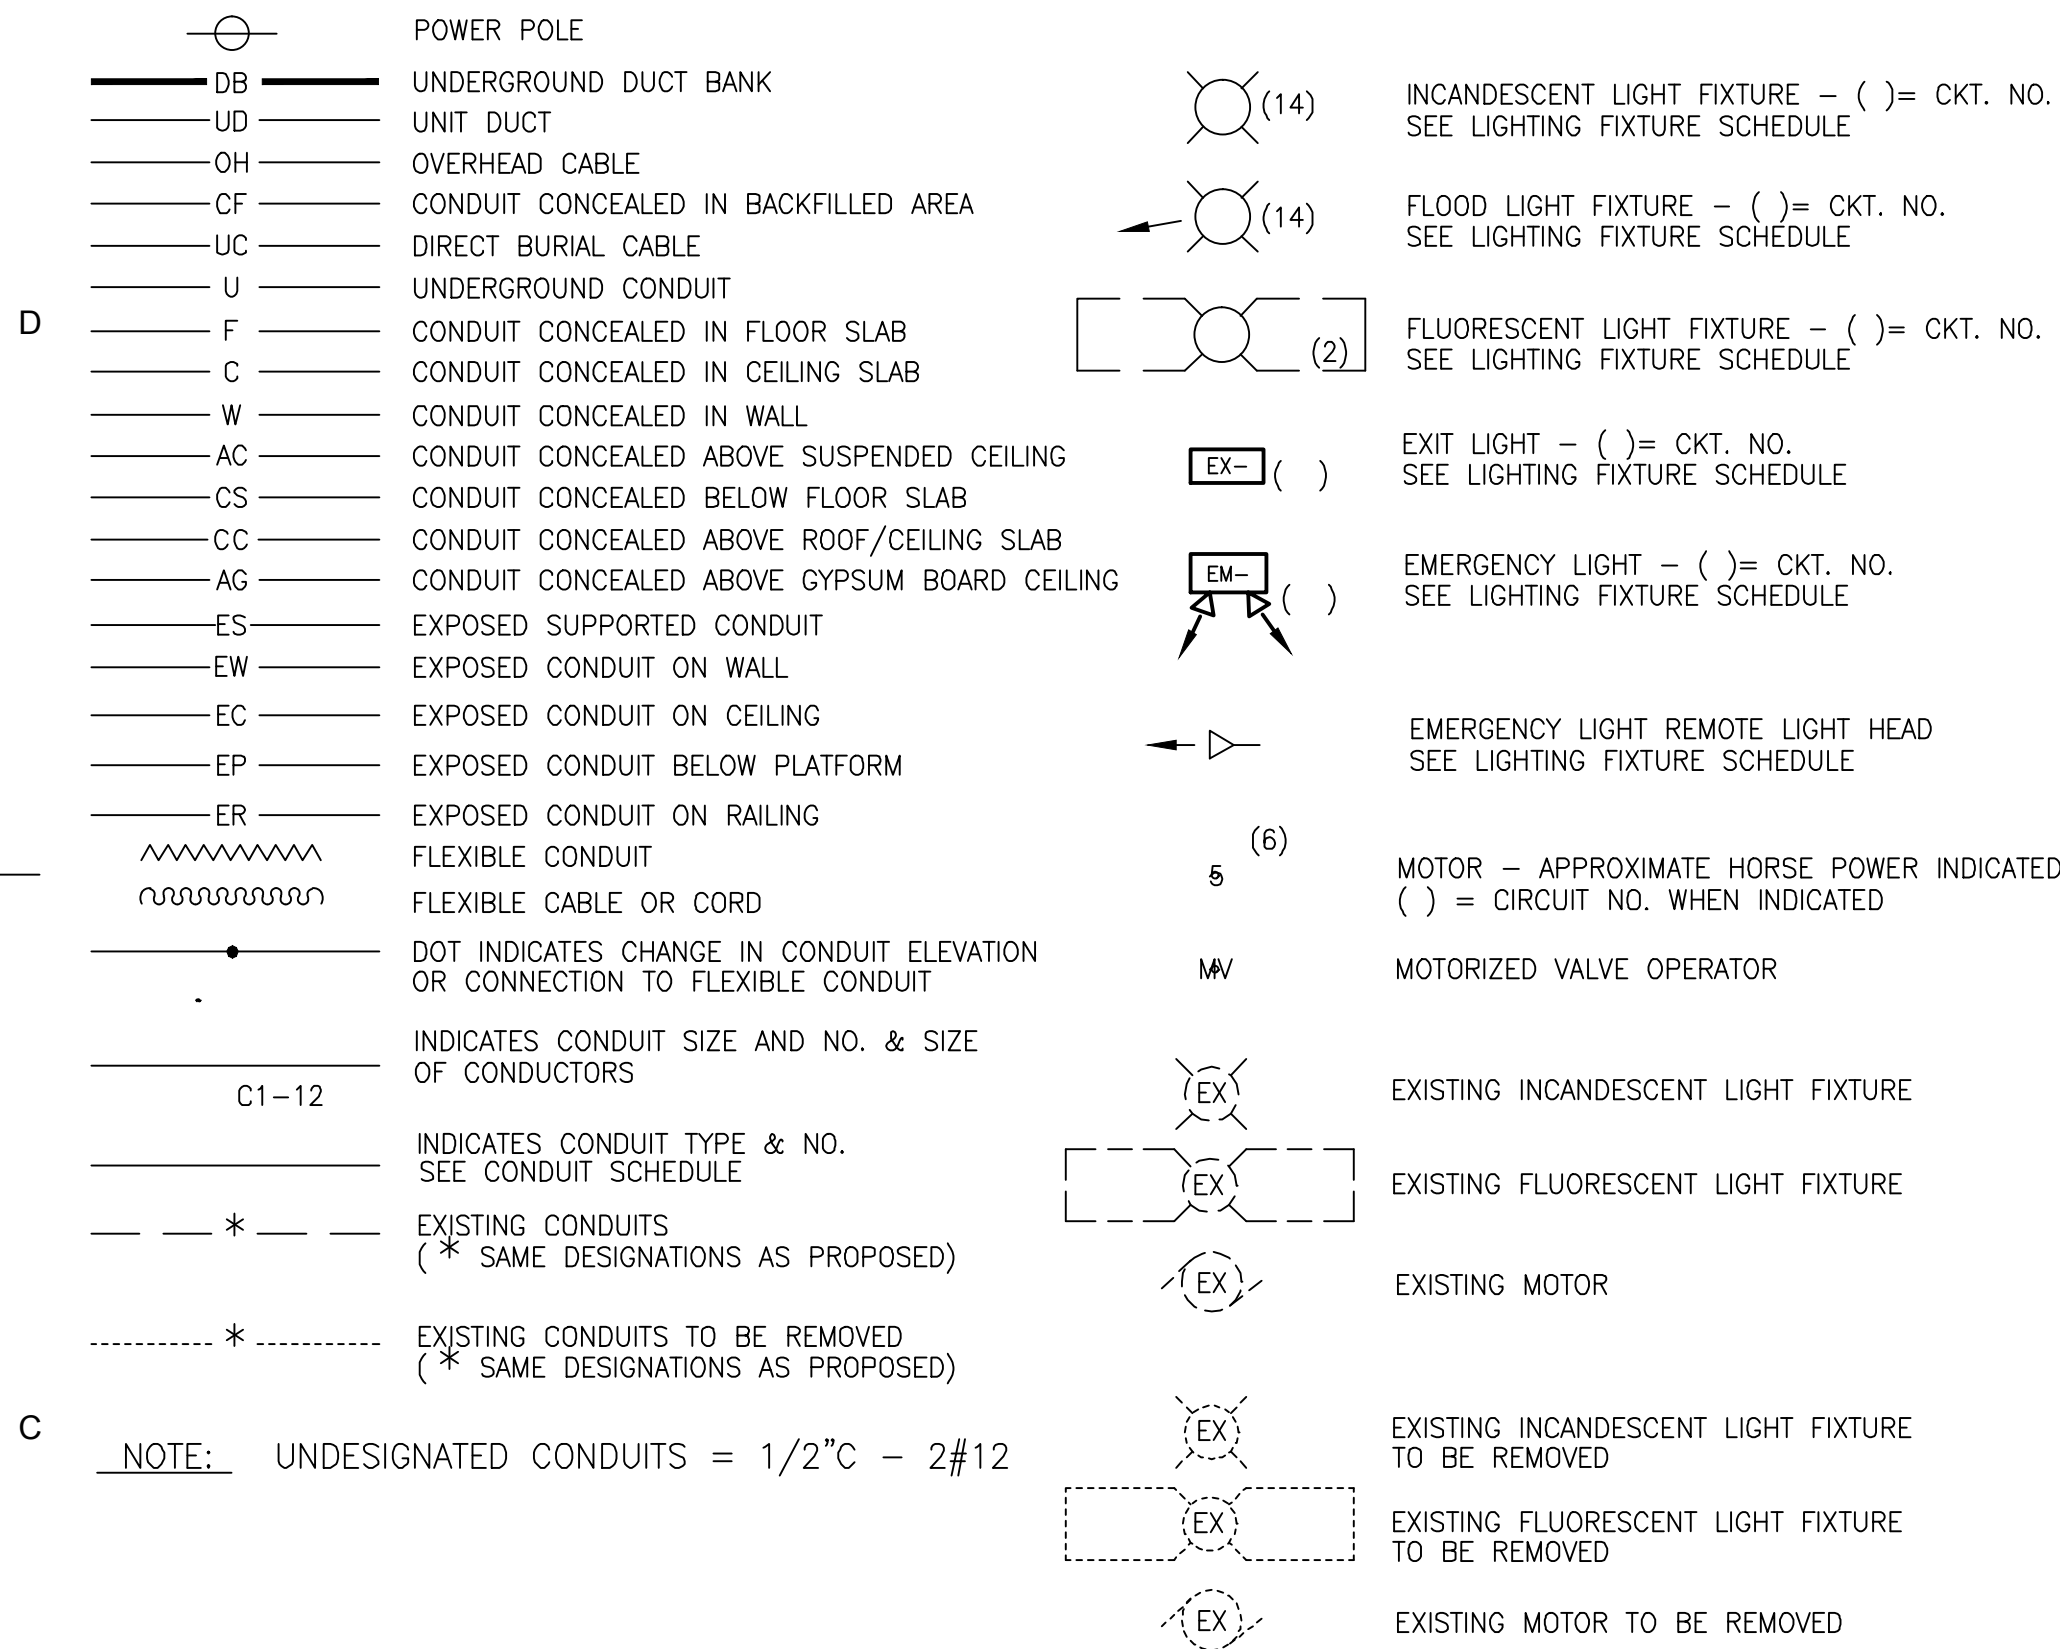 POWER POLE
DB UNDERGROUND DUCT BANK
UD UNIT DUCT
OH OVERHEAD CABLE
CF CONDUIT CONCEALED IN BACKFILLED AREA
UC DIRECT BURIAL CABLE
U UNDERGROUND CONDUIT
D
F CONDUIT CONCEALED IN FLOOR SLAB
C CONDUIT CONCEALED IN CEILING SLAB
W CONDUIT CONCEALED IN WALL
AC CONDUIT CONCEALED ABOVE SUSPENDED CEILING
CS CONDUIT CONCEALED BELOW FLOOR SLAB
CC CONDUIT CONCEALED ABOVE ROOF/CEILING SLAB
AG CONDUIT CONCEALED ABOVE GYPSUM BOARD CEILING
ES EXPOSED SUPPORTED CONDUIT
EW EXPOSED CONDUIT ON WALL
EC EXPOSED CONDUIT ON CEILING
EP EXPOSED CONDUIT BELOW PLATFORM
ER EXPOSED CONDUIT ON RAILING
FLEXIBLE CONDUIT
FLEXIBLE CABLE OR CORD
DOT INDICATES CHANGE IN CONDUIT ELEVATION
OR CONNECTION TO FLEXIBLE CONDUIT
INDICATES CONDUIT SIZE AND NO. & SIZE
OF CONDUCTORS
C1-12
INDICATES CONDUIT TYPE & NO.
SEE CONDUIT SCHEDULE
* EXISTING CONDUITS
( * SAME DESIGNATIONS AS PROPOSED)
* EXISTING CONDUITS TO BE REMOVED
( * SAME DESIGNATIONS AS PROPOSED)
C
NOTE: UNDESIGNATED CONDUITS = 1/2"C - 2#12
(14) INCANDESCENT LIGHT FIXTURE - ( )= CKT. NO.
SEE LIGHTING FIXTURE SCHEDULE
(14) FLOOD LIGHT FIXTURE - ( )= CKT. NO.
SEE LIGHTING FIXTURE SCHEDULE
(2) FLUORESCENT LIGHT FIXTURE - ( )= CKT. NO.
SEE LIGHTING FIXTURE SCHEDULE
EX- ( ) EXIT LIGHT - ( )= CKT. NO.
SEE LIGHTING FIXTURE SCHEDULE
EM- ( ) EMERGENCY LIGHT - ( )= CKT. NO.
SEE LIGHTING FIXTURE SCHEDULE
EMERGENCY LIGHT REMOTE LIGHT HEAD
SEE LIGHTING FIXTURE SCHEDULE
(6)
5 MOTOR - APPROXIMATE HORSE POWER INDICATED
( ) = CIRCUIT NO. WHEN INDICATED
MV MOTORIZED VALVE OPERATOR
EX EXISTING INCANDESCENT LIGHT FIXTURE
EX EXISTING FLUORESCENT LIGHT FIXTURE
EX EXISTING MOTOR
EX EXISTING INCANDESCENT LIGHT FIXTURE
TO BE REMOVED
EX EXISTING FLUORESCENT LIGHT FIXTURE
TO BE REMOVED
EX EXISTING MOTOR TO BE REMOVED